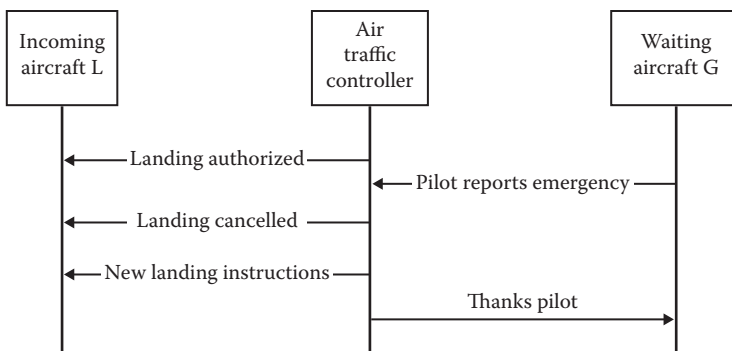 Incoming
aircraft L
Air
traffic
controller
Waiting
aircraft G
Landing authorized
Pilot reports emergency
Landing cancelled
New landing instructions
Thanks pilot